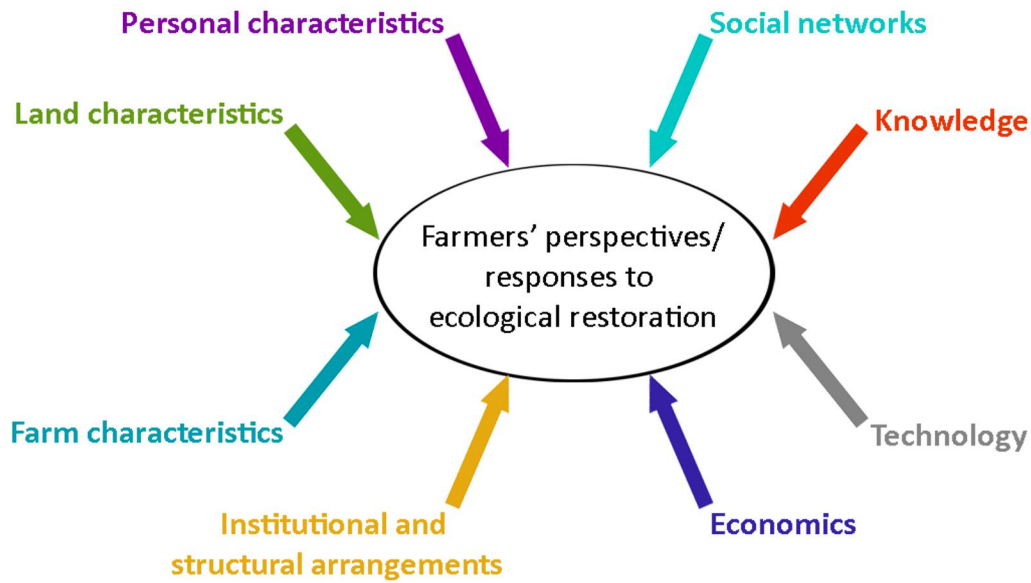 Personal characteristics
Social networks
Land characteristics
Knowledge
Farmers’ perspectives/
responses to
ecological restoration
Farm characteristics
Technology
Institutional and
structural arrangements
Economics